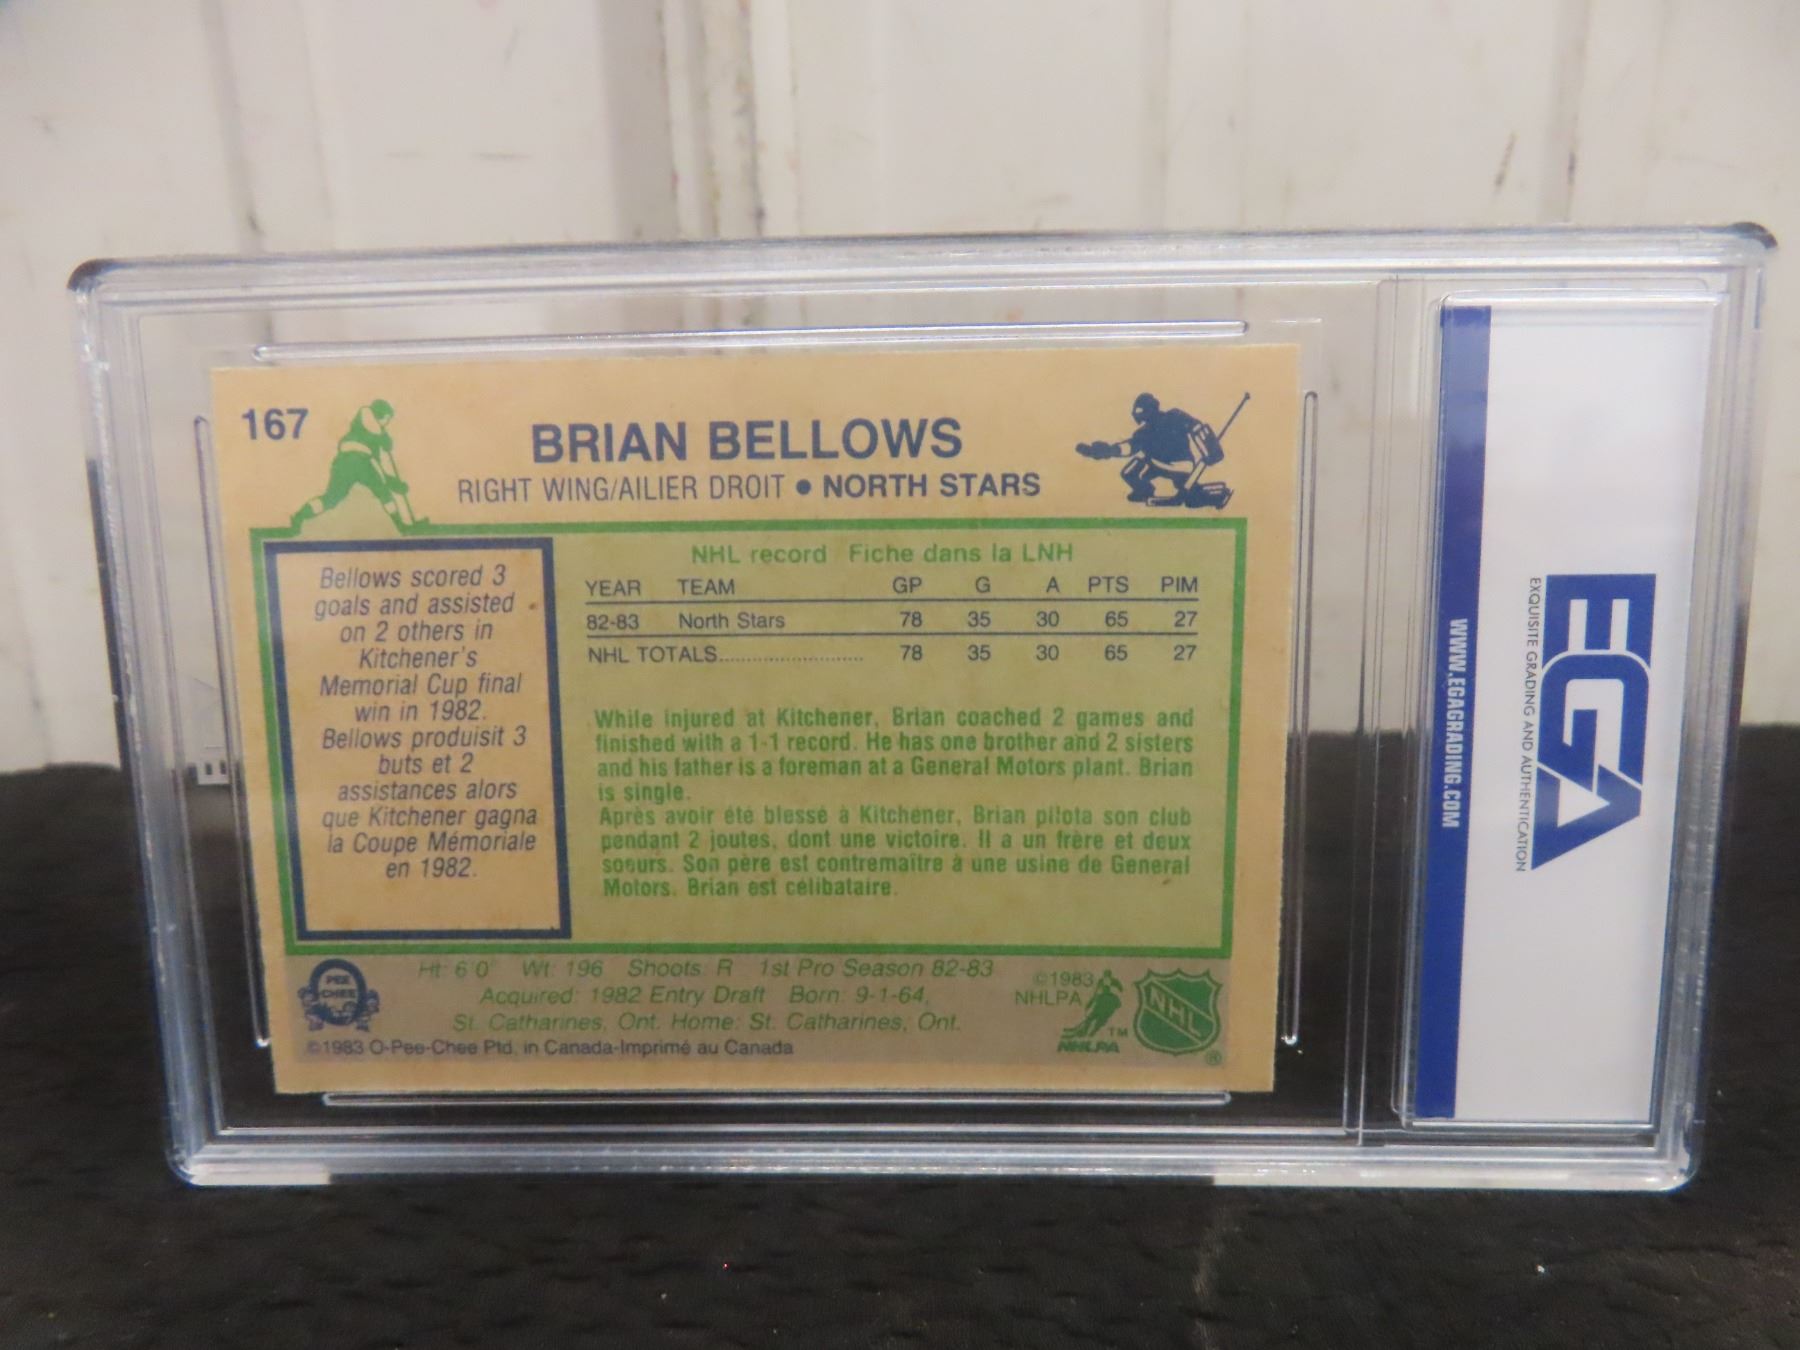 167
BRIAN BELLOWS
RIGHT WING/AILIER DROIT • NORTH STARS
Bellows scored 3
goals and assisted
on 2 others in
Kitchener's
Memorial Cup final
win in 1982.
Bellows produisit 3
buts et 2
assistances alors
que Kitchener gagna
la Coupe Mémoriale
en 1982.
NHL record Fiche dans la LNH
YEAR TEAM GP G A PTS PIM
82-83 North Stars 78 35 30 65 27
NHL TOTALS........................ 78 35 30 65 27
While injured at Kitchener, Brian coached 2 games and
finished with a 1-1 record. He has one brother and 2 sisters
and his father is a foreman at a General Motors plant. Brian
is single.
Après avoir été blessé à Kitchener, Brian pilota son club
pendant 2 joutes, dont une victoire. Il a un frère et deux
soeurs. Son père est contremaître à une usine de General
Motors. Brian est célibataire.
PEE
CHEE
Ht: 6'0" Wt: 196 Shoots: R 1st Pro Season 82-83
Acquired: 1982 Entry Draft Born: 9-1-64,
St. Catharines, Ont. Home: St. Catharines, Ont.
©1983 O-Pee-Chee Ptd. in Canada-Imprimé au Canada
©1983
NHLPA
TM
NHLPA
NHL
®
EGA
EXQUISITE GRADING AND AUTHENTICATION
WWW.EGAGRADING.COM